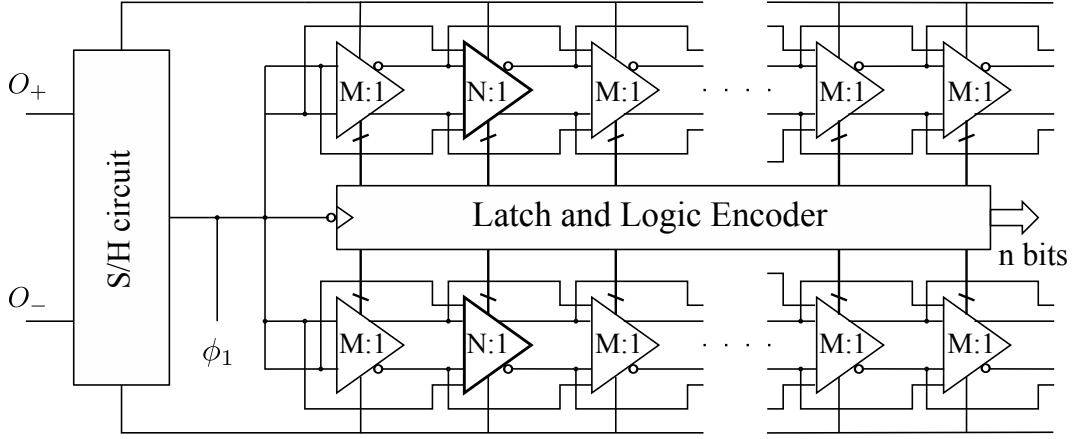 O+
O−
S/H circuit
ϕ1
M:1
N:1
M:1
. . . .
M:1
M:1
Latch and Logic Encoder
n bits
M:1
N:1
M:1
. . . .
M:1
M:1